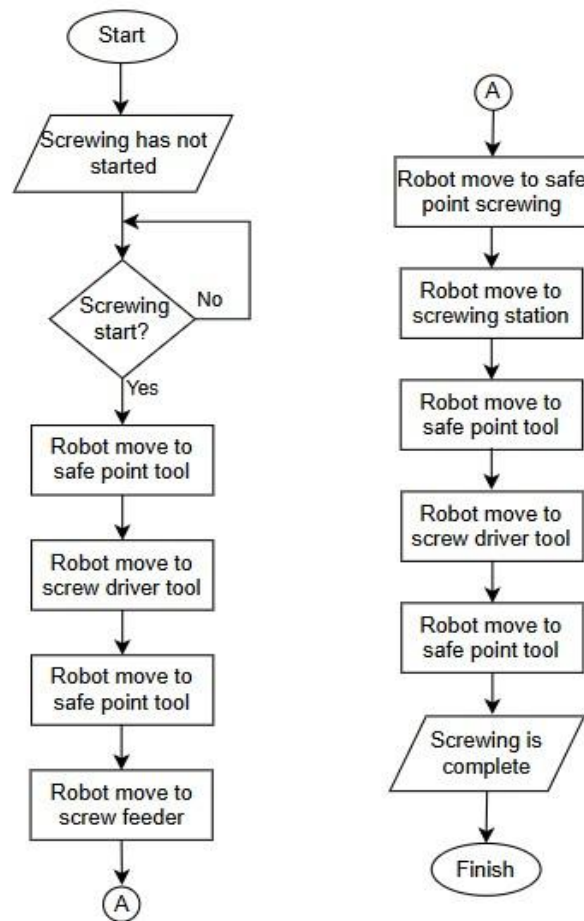 Start
Screwing has not
started
Screwing
start?
No
Yes
Robot move to
safe point tool
Robot move to
screw driver tool
Robot move to
safe point tool
Robot move to
screw feeder
A
A
Robot move to safe
point screwing
Robot move to
screwing station
Robot move to
safe point tool
Robot move to
screw driver tool
Robot move to
safe point tool
Screwing is
complete
Finish